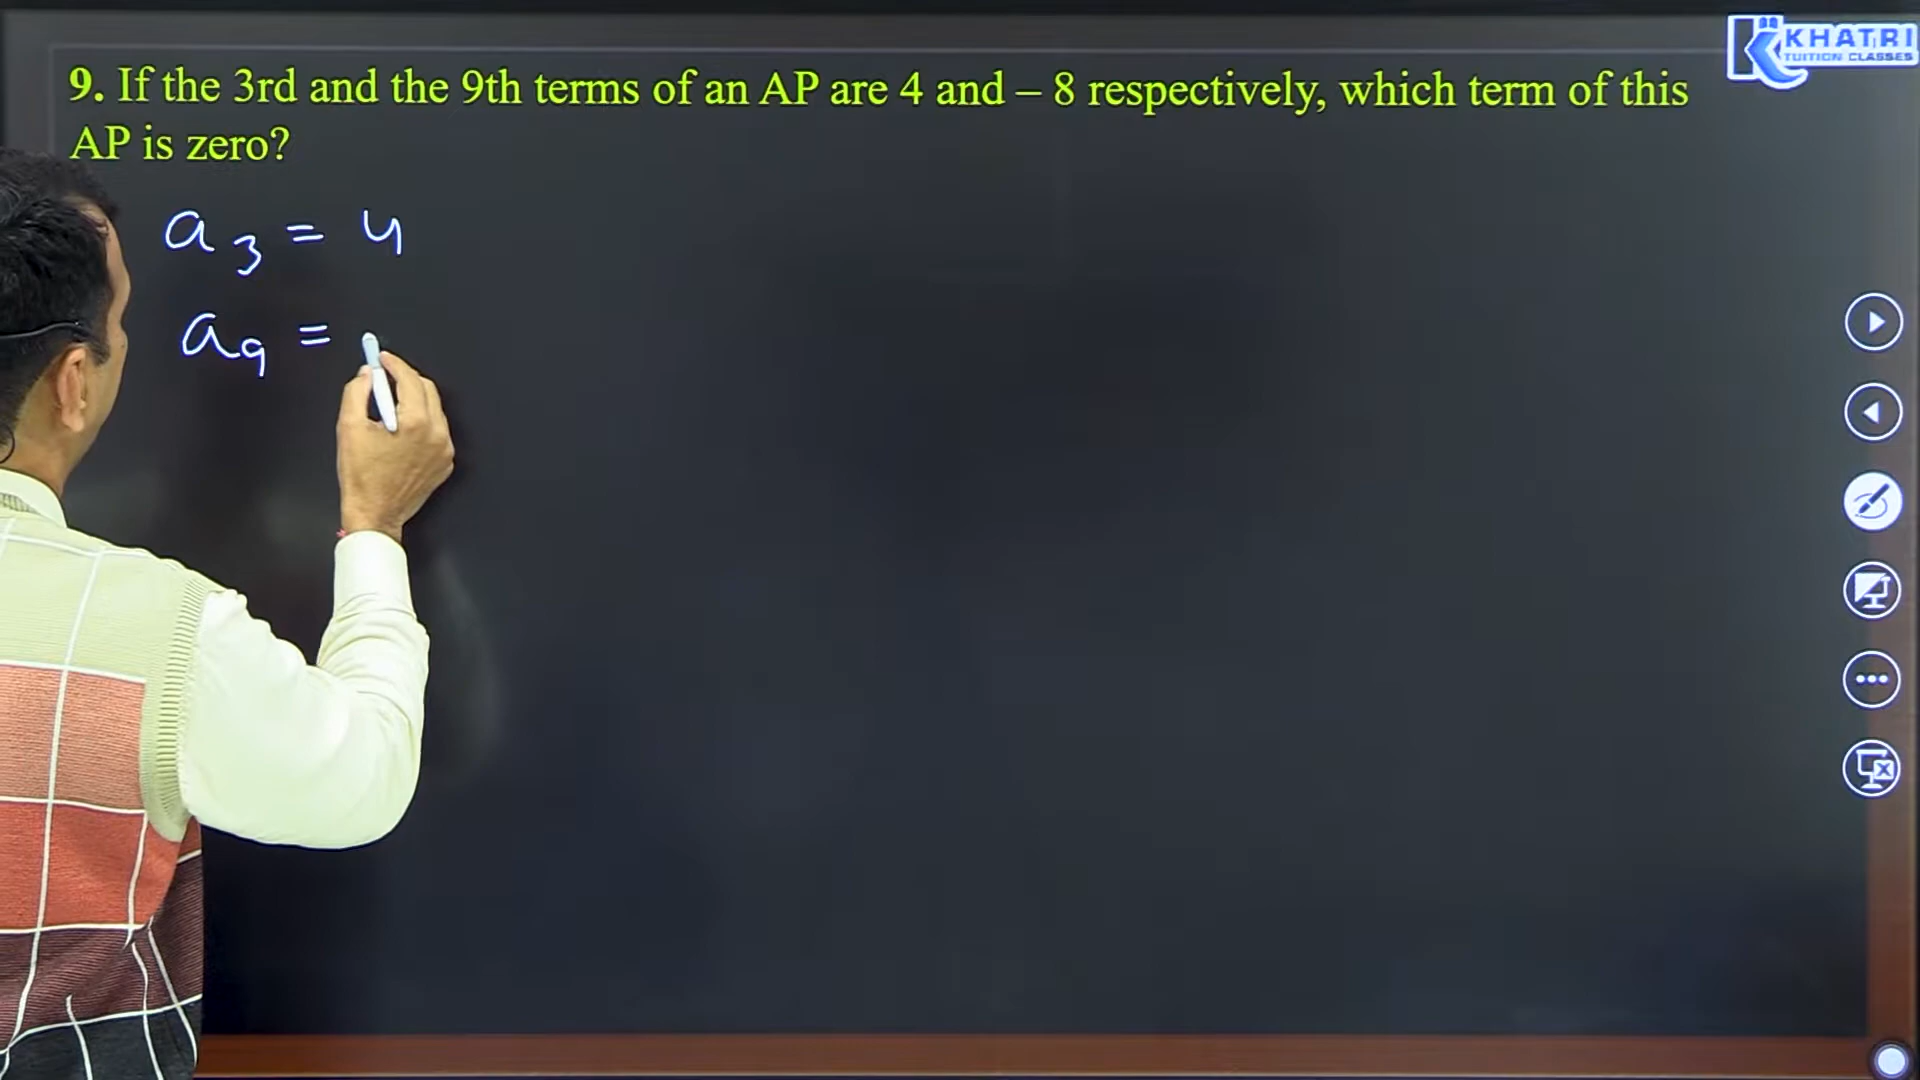 KHATRI
TUITION CLASSES
9. If the 3rd and the 9th terms of an AP are 4 and – 8 respectively, which term of this
AP is zero?
a3 = 4
a9 =